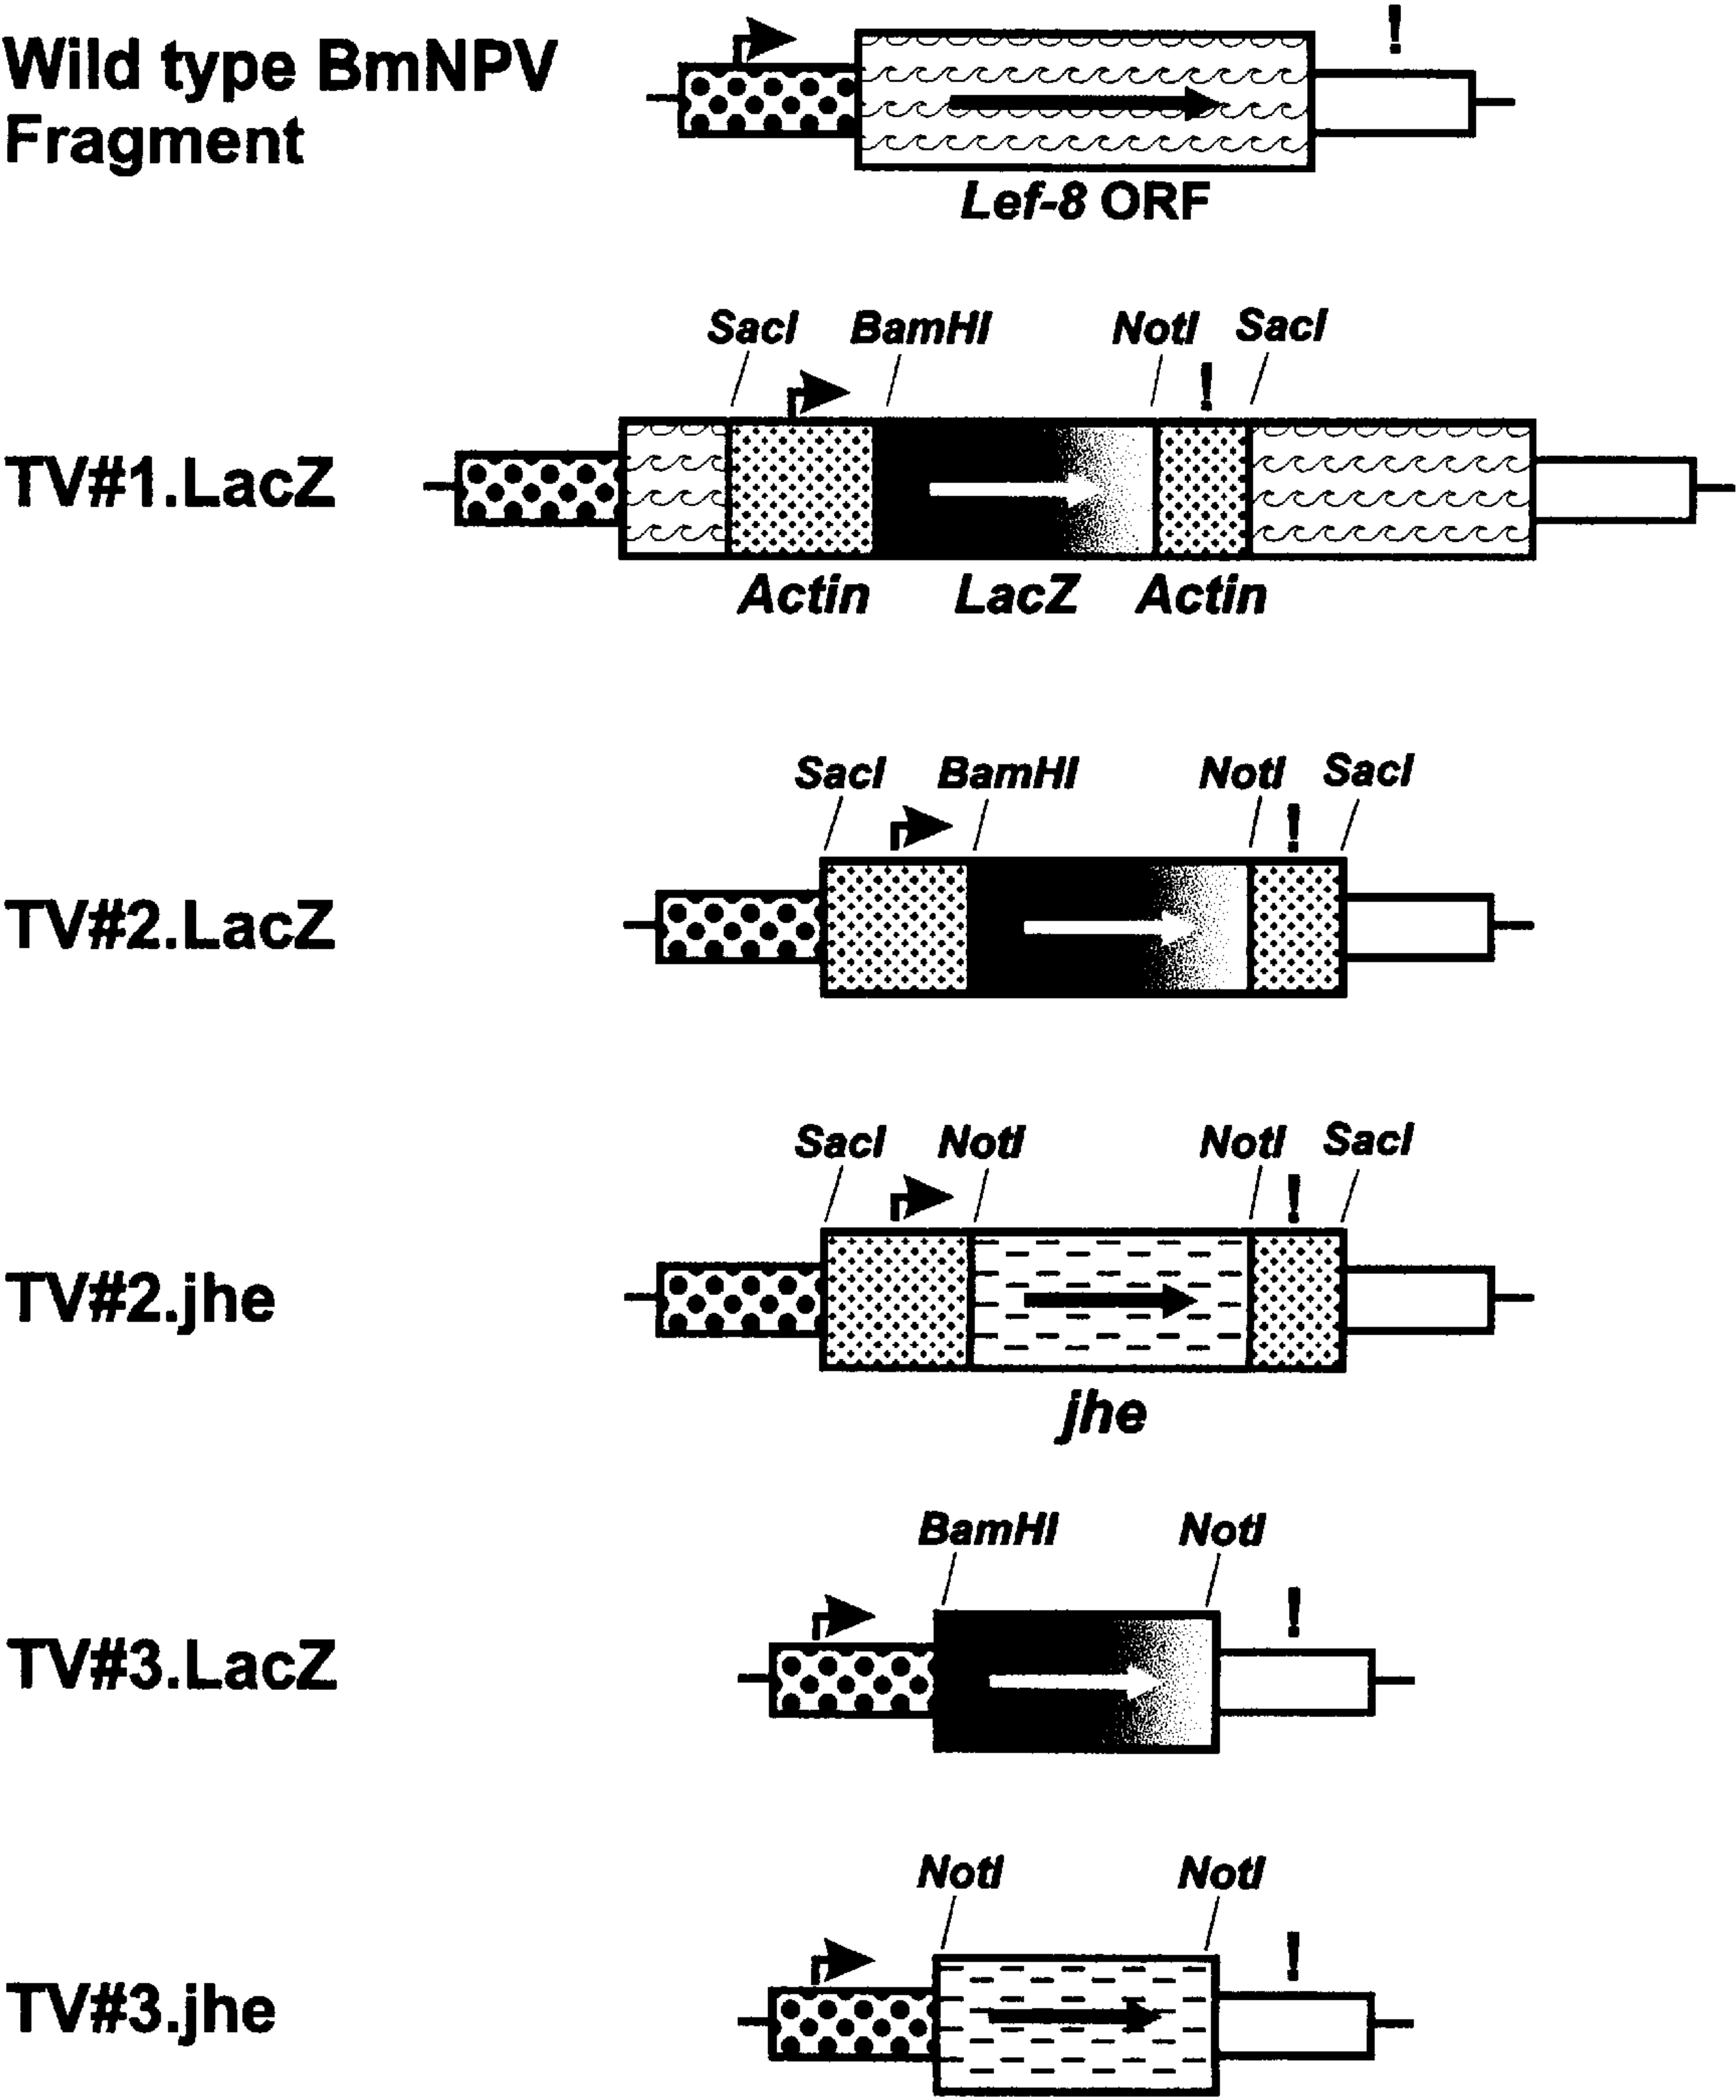 !
Wild type BmNPV
Fragment
Lef-8 ORF
SacI BamHI NotI SacI
!
TV#1.LacZ
Actin LacZ Actin
SacI BamHI NotI SacI
!
TV#2.LacZ
SacI NotI NotI SacI
!
TV#2.jhe
jhe
BamHI NotI
!
TV#3.LacZ
NotI NotI
!
TV#3.jhe